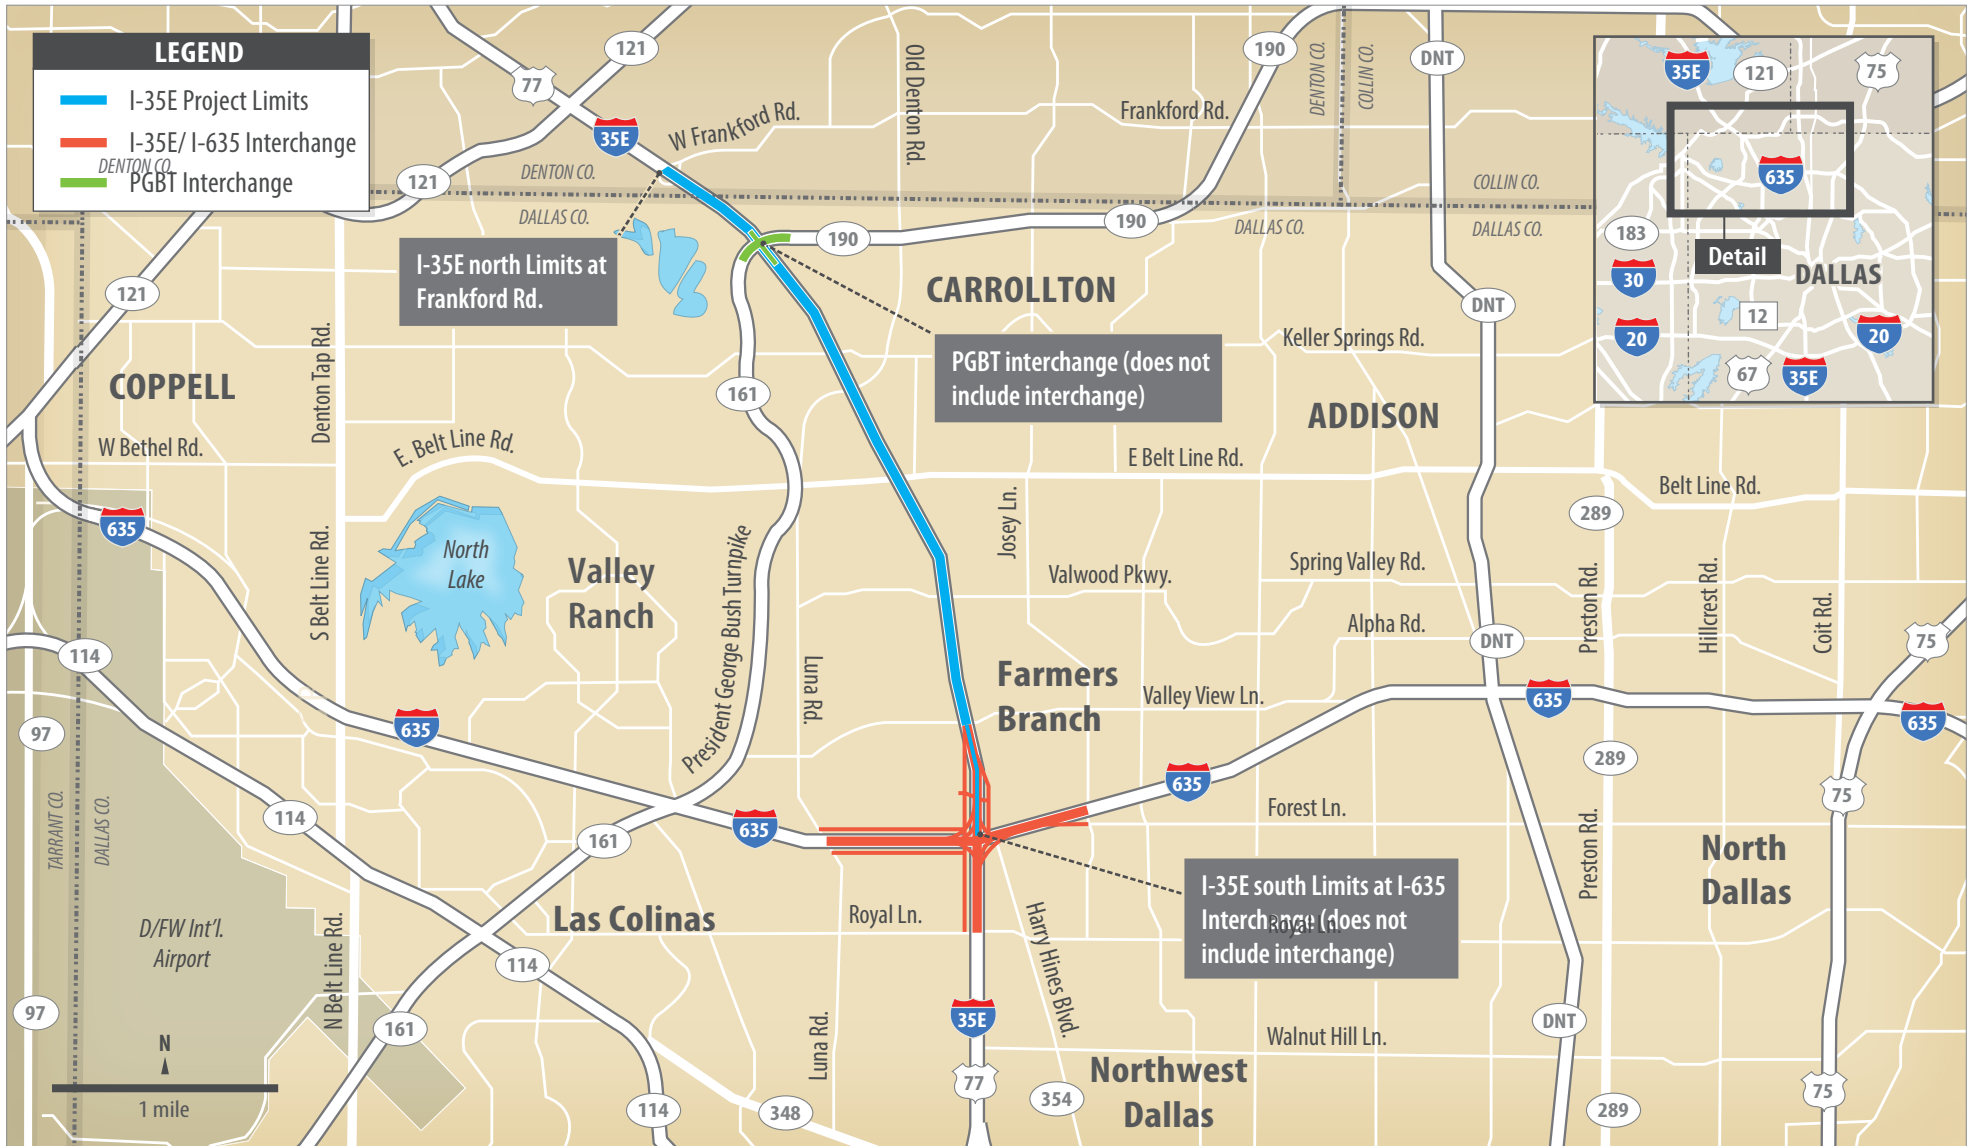 LEGEND
I-35E Project Limits
I-35E/ I-635 Interchange
DENTON CO.
PGBT Interchange
121
77
35E
W Frankford Rd.
Old Denton Rd.
Frankford Rd.
190
DENTON CO.
COLLIN CO.
DNT
35E
121
75
635
183
30
20
Detail
DALLAS
12
67
35E
20
121
DENTON CO.
DALLAS CO.
COLLIN CO.
DALLAS CO.
DALLAS CO.
190
190
I-35E north Limits at
Frankford Rd.
121
CARROLLTON
DNT
Denton Tap Rd.
Keller Springs Rd.
PGBT interchange (does not
include interchange)
COPPELL
161
ADDISON
W Bethel Rd.
E. Belt Line Rd.
E Belt Line Rd.
Belt Line Rd.
635
289
S Belt Line Rd.
North
Lake
Valley
Ranch
Josey Ln.
Valwood Pkwy.
Spring Valley Rd.
Alpha Rd.
DNT
Preston Rd.
Hillcrest Rd.
Coit Rd.
75
114
President George Bush Turnpike
Luna Rd.
Farmers
Branch
Valley View Ln.
635
635
97
635
635
289
75
TARRANT CO.
DALLAS CO.
114
635
161
Forest Ln.
Preston Rd.
North
Dallas
I-35E south Limits at I-635
Interchange (does not
include interchange)
Royal Ln.
D/FW Int'l.
Airport
N Belt Line Rd.
Las Colinas
Royal Ln.
Harry Hines Blvd.
114
97
161
35E
DNT
N
Luna Rd.
Walnut Hill Ln.
77
Northwest
Dallas
354
75
1 mile
114
348
289